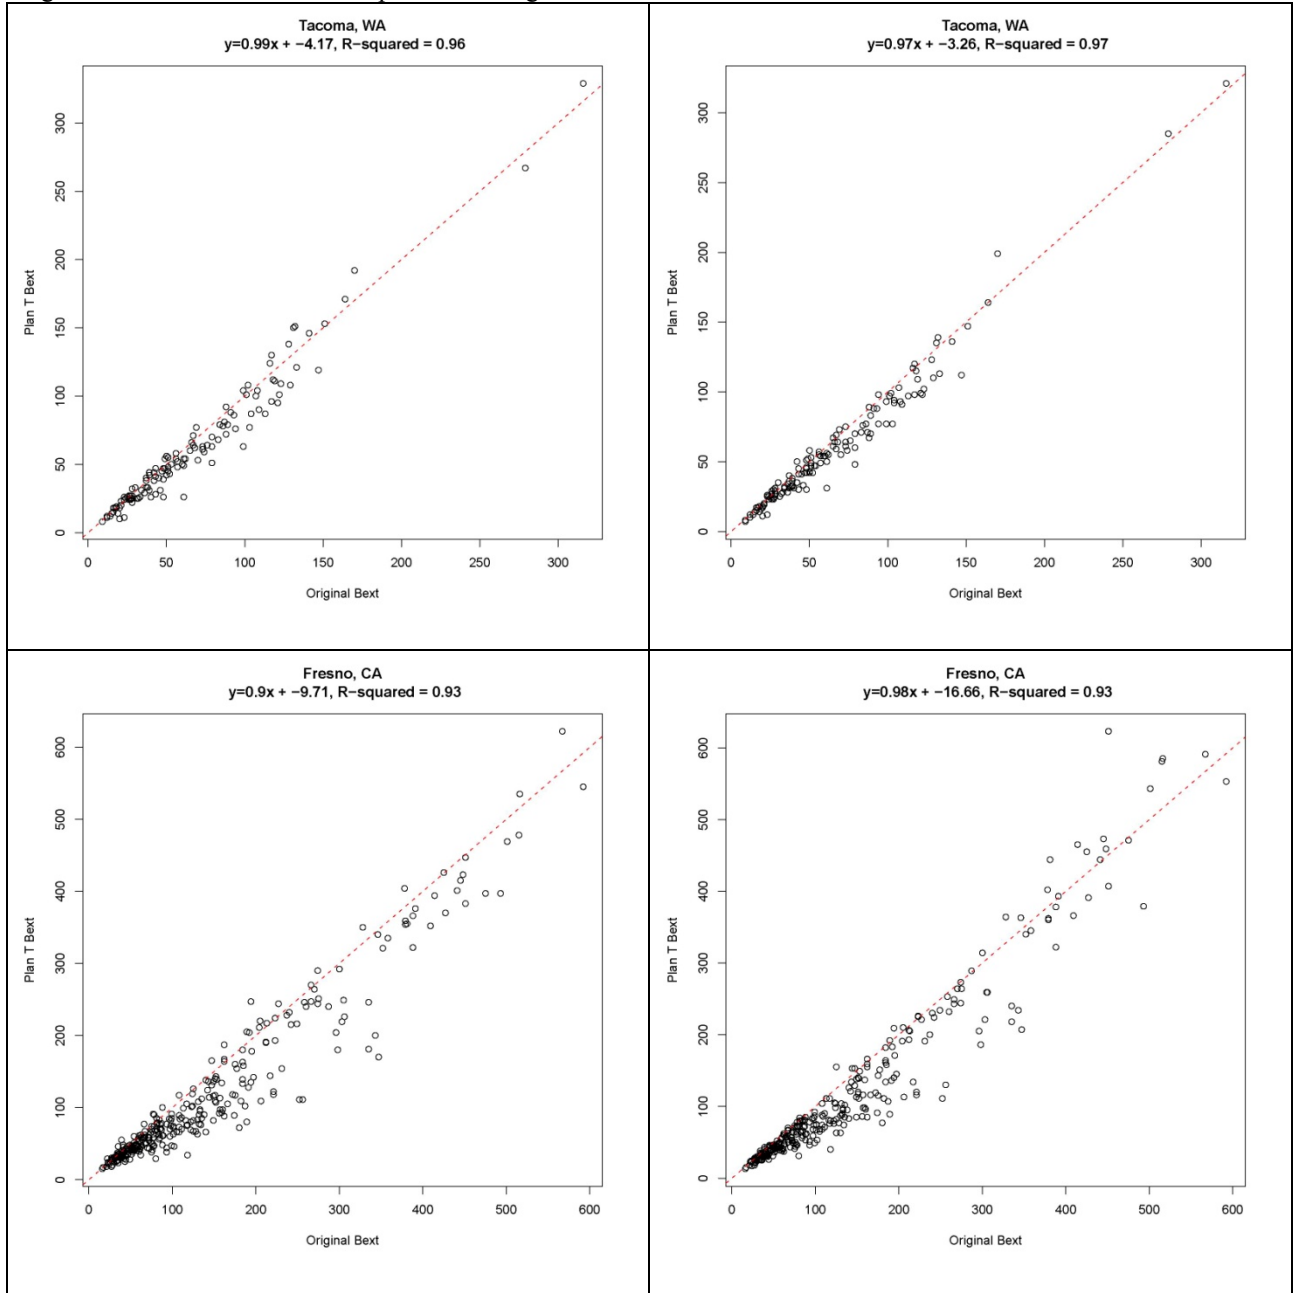 Tacoma, WA
y=0.99x + −4.17, R−squared = 0.96
300
250
200
150
100
50
0
Plan T Bext
0 50 100 150 200 250 300
Original Bext
Tacoma, WA
y=0.97x + −3.26, R−squared = 0.97
300
250
200
150
100
50
0
Plan T Bext
0 50 100 150 200 250 300
Original Bext
Fresno, CA
y=0.9x + −9.71, R−squared = 0.93
600
500
400
300
200
100
0
Plan T Bext
0 100 200 300 400 500 600
Original Bext
Fresno, CA
y=0.98x + −16.66, R−squared = 0.93
600
500
400
300
200
100
0
Plan T Bext
0 100 200 300 400 500 600
Original Bext